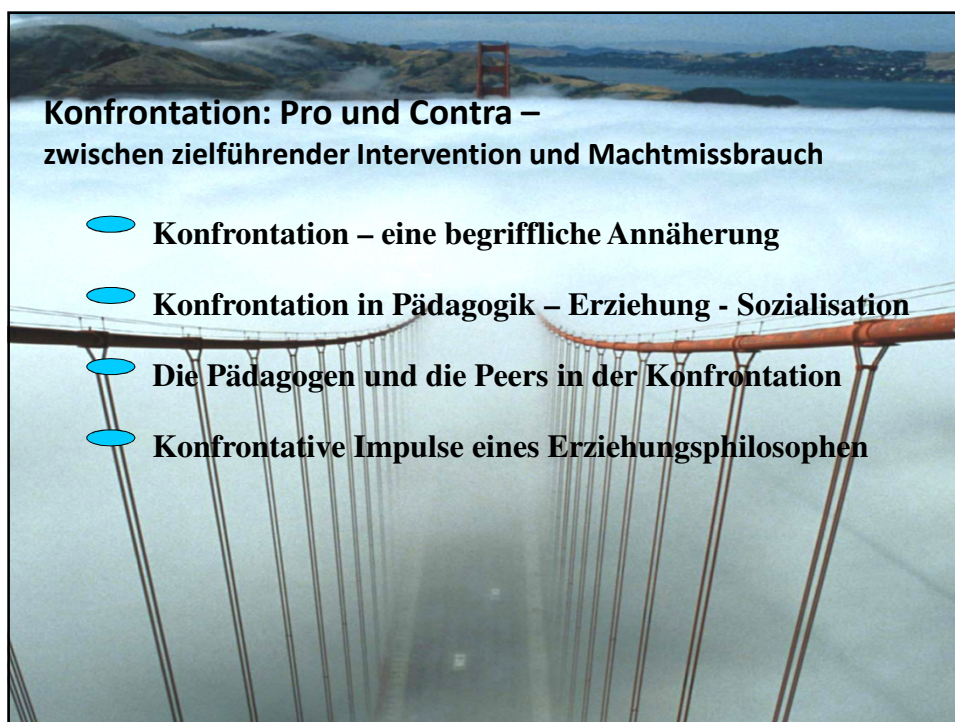 Konfrontation: Pro und Contra –
zwischen zielführender Intervention und Machtmissbrauch
Konfrontation – eine begriffliche Annäherung
Konfrontation in Pädagogik – Erziehung - Sozialisation
Die Pädagogen und die Peers in der Konfrontation
Konfrontative Impulse eines Erziehungsphilosophen